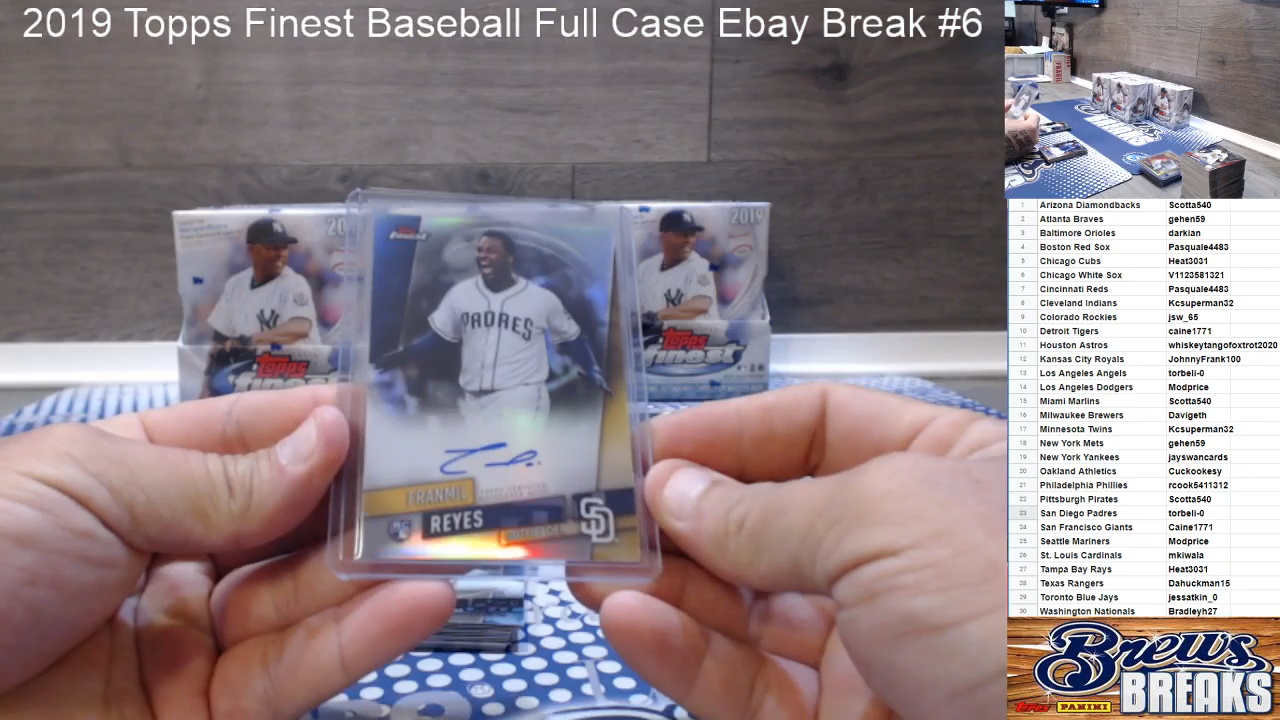 2019 Topps Finest Baseball Full Case Ebay Break #6
2019
Topps
finest
finest
PADRES
FRANMIL
RC
REYES
OUTFIELDER
SD
Topps
finest
1 Arizona Diamondbacks Scotta540
2 Atlanta Braves gehen59
3 Baltimore Orioles darkian
4 Boston Red Sox Pasquale4483
5 Chicago Cubs Heat3031
6 Chicago White Sox V1123581321
7 Cincinnati Reds Pasquale4483
8 Cleveland Indians Kcsuperman32
9 Colorado Rockies jsw_65
10 Detroit Tigers caine1771
11 Houston Astros whiskeytangofoxtrot2020
12 Kansas City Royals JohnnyFrank100
13 Los Angeles Angels torbeli-0
14 Los Angeles Dodgers Modprice
15 Miami Marlins Scotta540
16 Milwaukee Brewers Davigeth
17 Minnesota Twins Kcsuperman32
18 New York Mets gehen59
19 New York Yankees jayswancards
20 Oakland Athletics Cuckookesy
21 Philadelphia Phillies rcook5411312
22 Pittsburgh Pirates Scotta540
23 San Diego Padres torbeli-0
24 San Francisco Giants Caine1771
25 Seattle Mariners Modprice
26 St. Louis Cardinals mkiwala
27 Tampa Bay Rays Heat3031
28 Texas Rangers Dahuckman15
29 Toronto Blue Jays jessatkin_0
30 Washington Nationals Bradleyh27
Brews
BREAKS
Topps PANINI